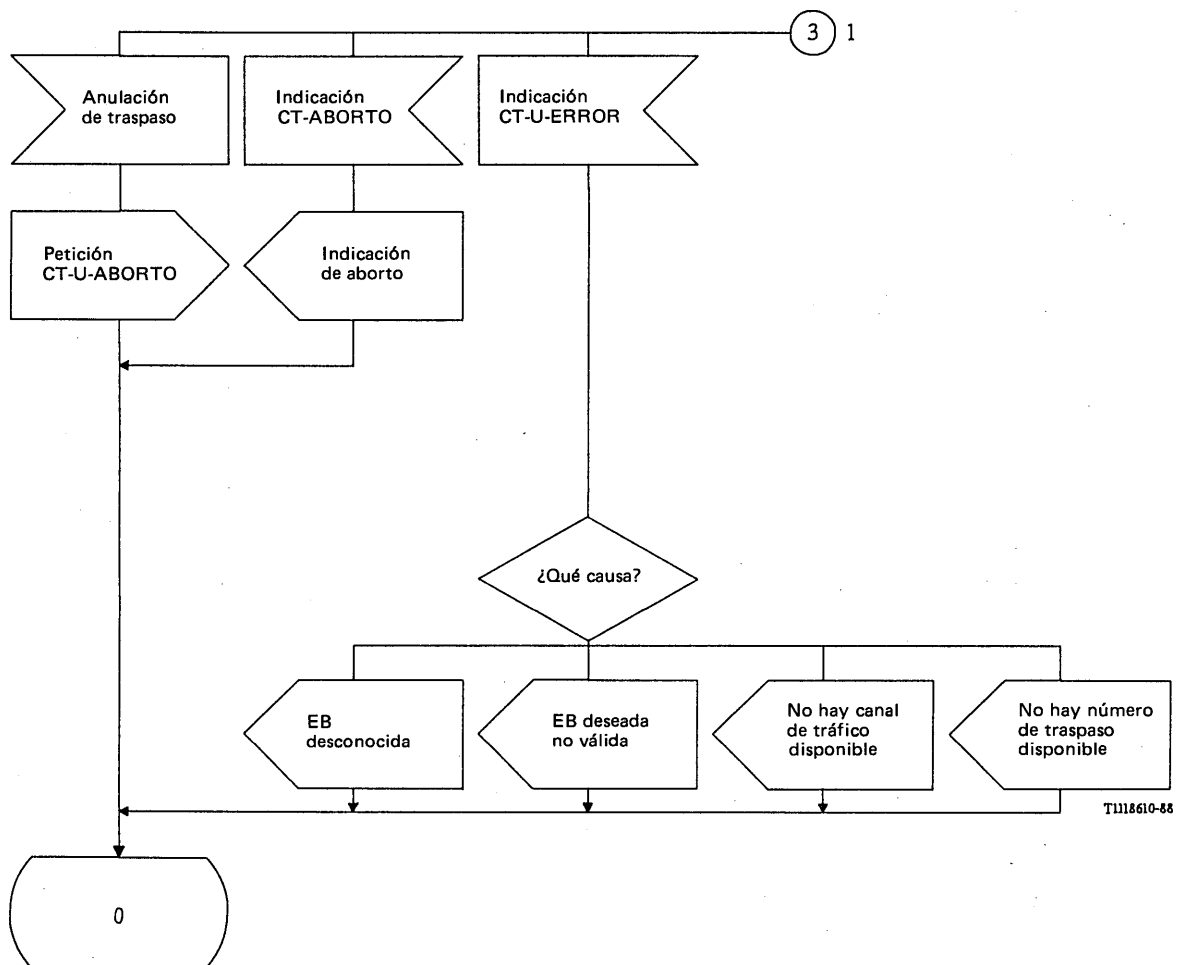 3 1
Anulación
de traspaso
Indicación
CT-ABORTO
Indicación
CT-U-ERROR
Petición
CT-U-ABORTO
Indicación
de aborto
¿Qué causa?
EB
desconocida
EB deseada
no válida
No hay canal
de tráfico
disponible
No hay número
de traspaso
disponible
T1118610-88
0